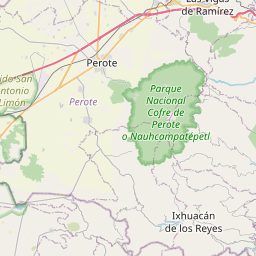 Las Vigas
de Ramírez
Perote
ido San
Antonio
Limón
Perote
Parque
Nacional
Cofre de
Perote
o Nauhcampatépetl
Ixhuacán
de los Reyes